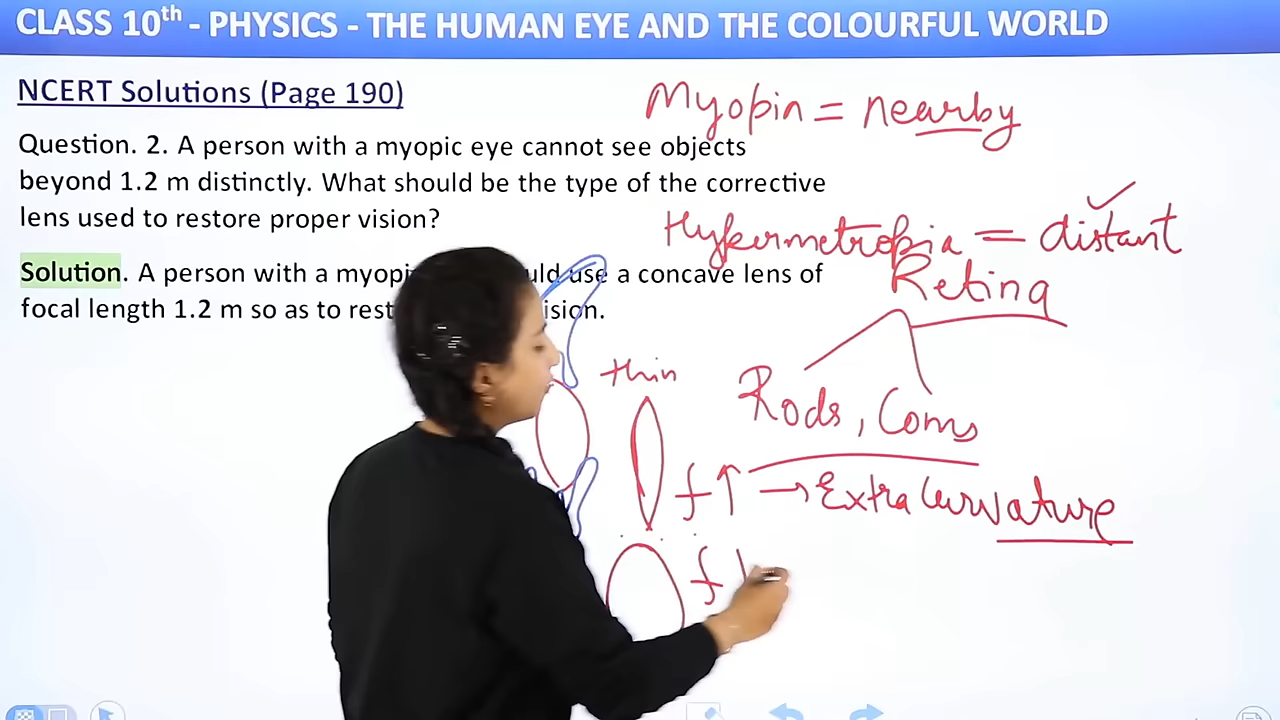 CLASS 10th - PHYSICS - THE HUMAN EYE AND THE COLOURFUL WORLD
NCERT Solutions (Page 190)
Question. 2. A person with a myopic eye cannot see objects
beyond 1.2 m distinctly. What should be the type of the corrective
lens used to restore proper vision?
Solution. A person with a myopi uld use a concave lens of
focal length 1.2 m so as to rest ision.
Myopin = nearby
Hypermetropia = distant
Retina
thin
Rods, Cons
f↑ → Extra Curvature
f